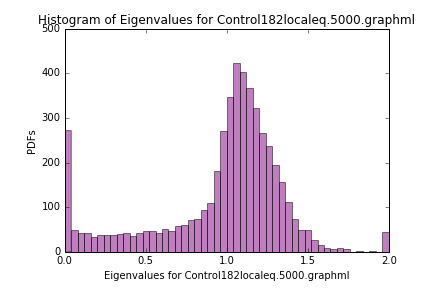 Histogram of Eigenvalues for Control182localeq.5000.graphml
500
400
300
200
100
0
PDFs
0.0 0.5 1.0 1.5 2.0
Eigenvalues for Control182localeq.5000.graphml